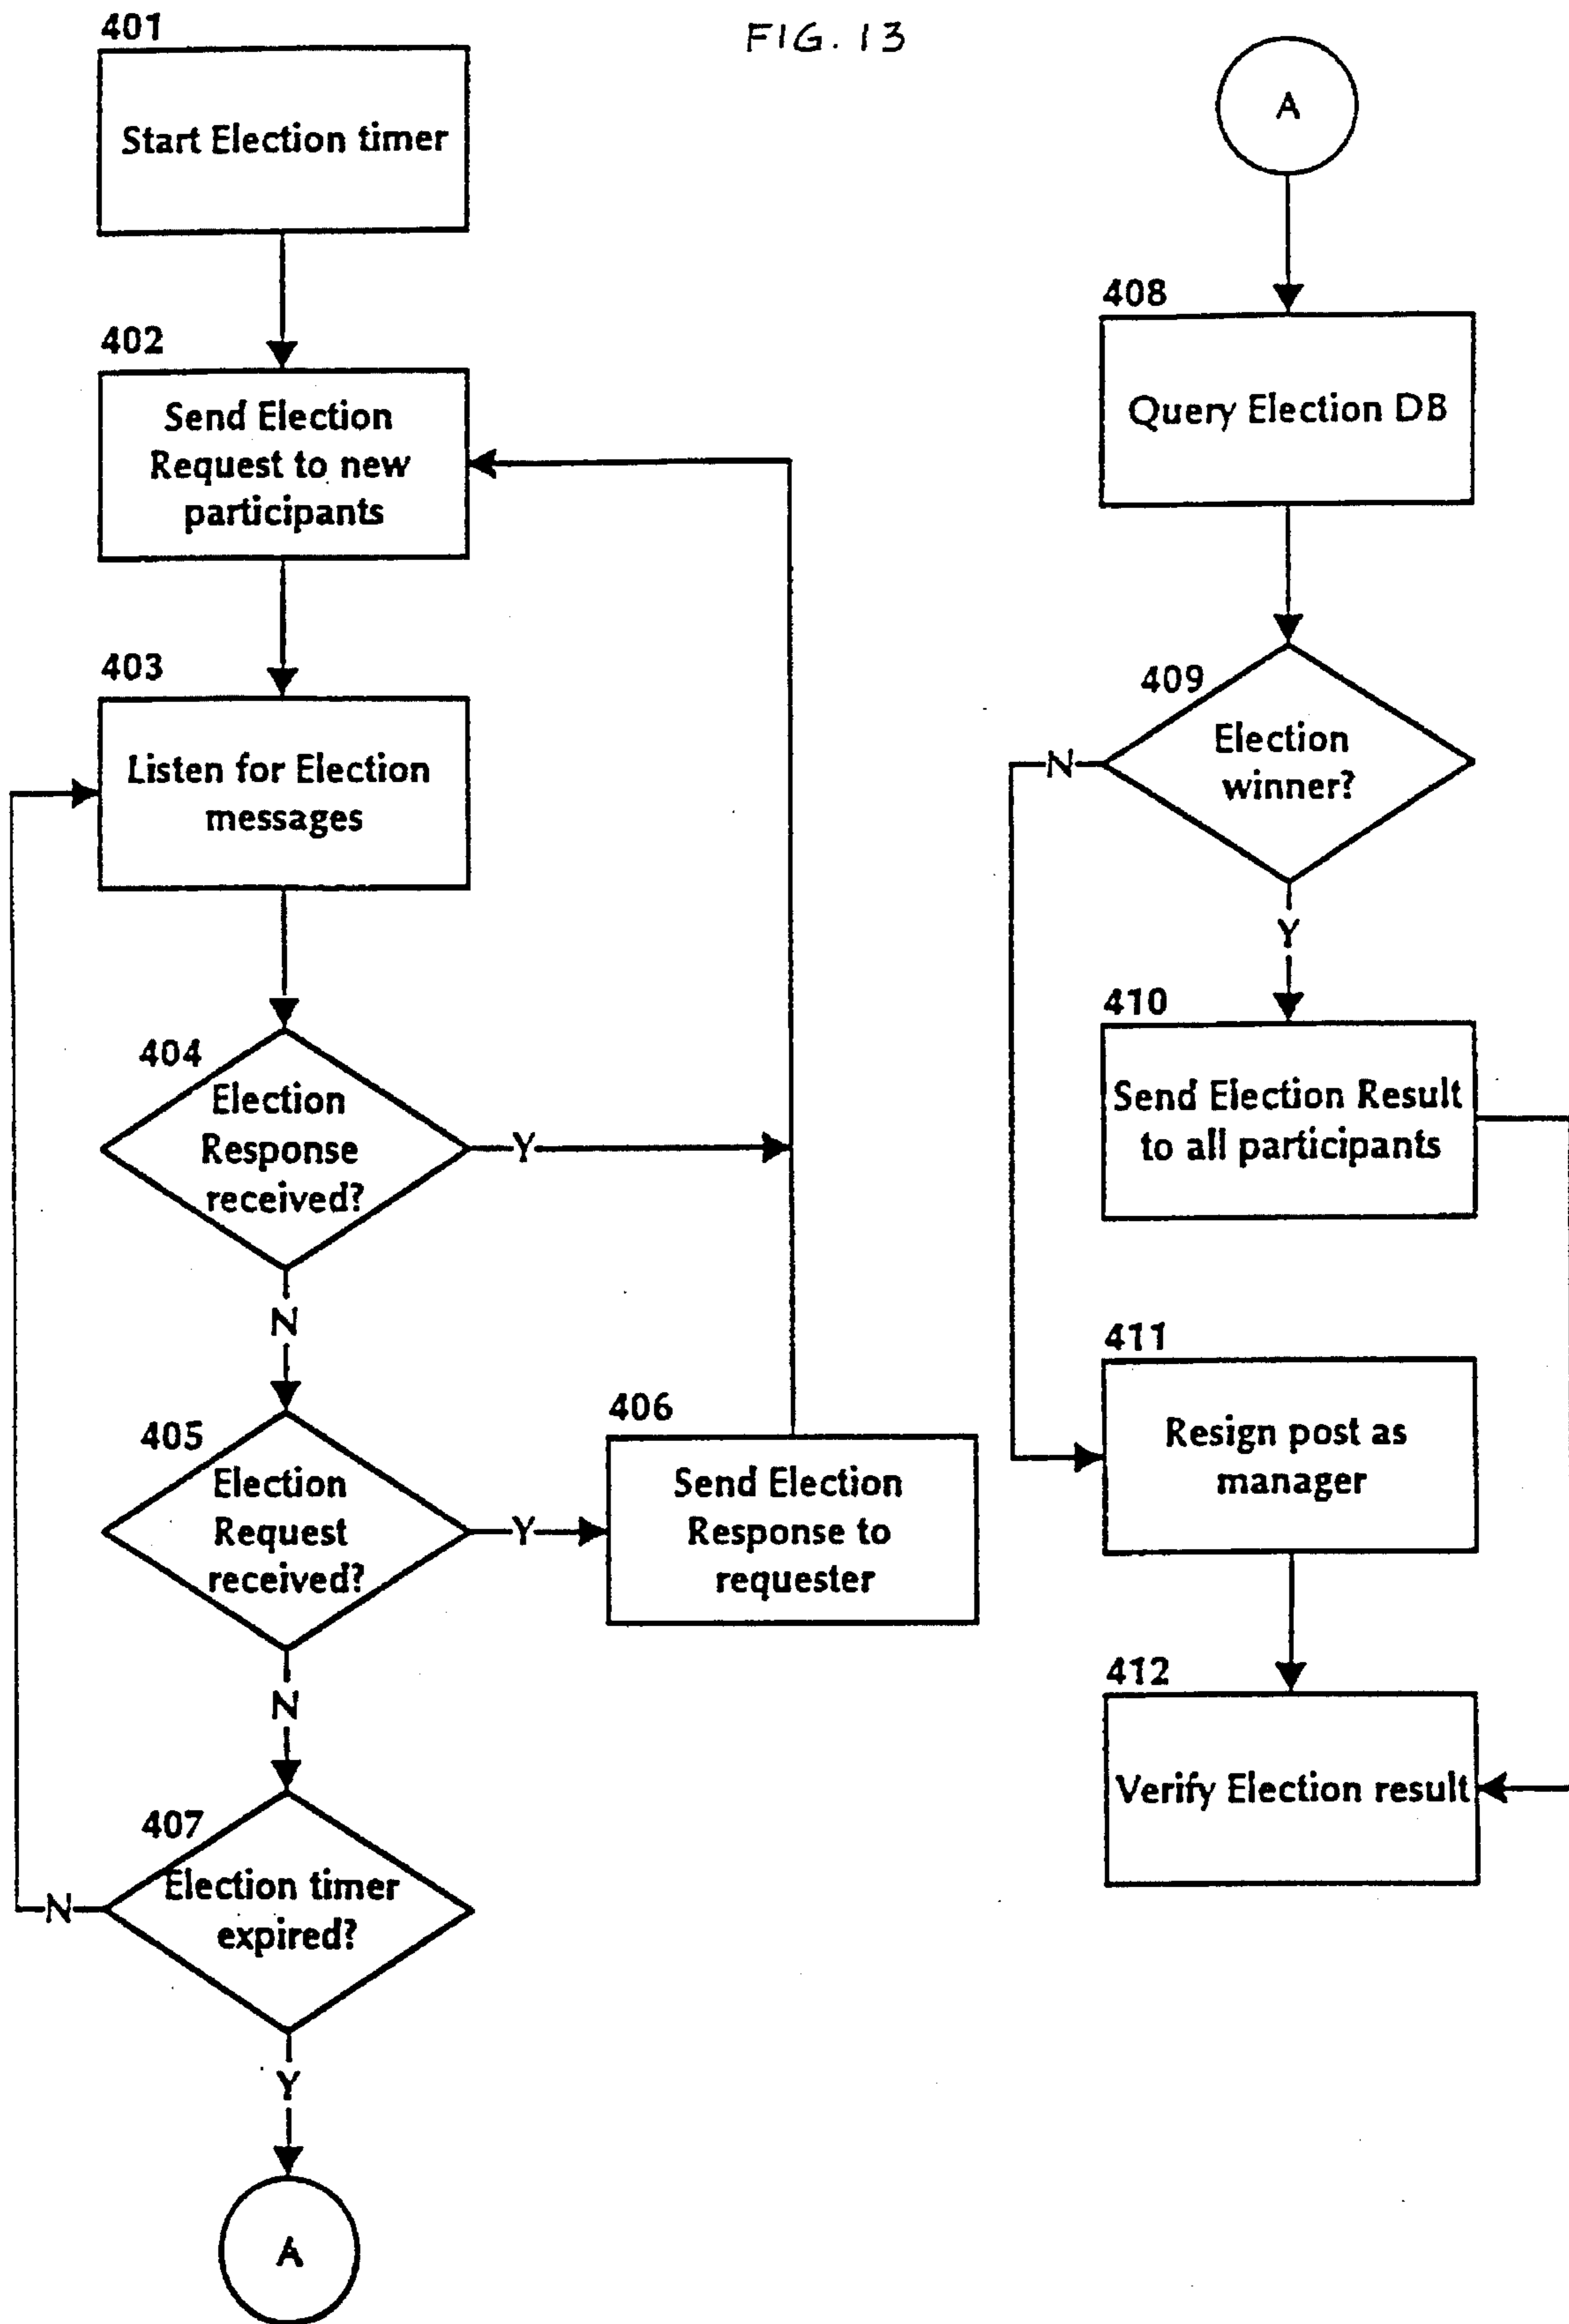 FIG. 13
401
Start Election timer
402
Send Election
Request to new
participants
403
Listen for Election
messages
404
Election
Response
received?
Y
N
405
Election
Request
received?
Y
406
Send Election
Response to
requester
N
407
Election timer
expired?
N
Y
A
A
408
Query Election DB
409
Election
winner?
N
Y
410
Send Election Result
to all participants
411
Resign post as
manager
412
Verify Election result